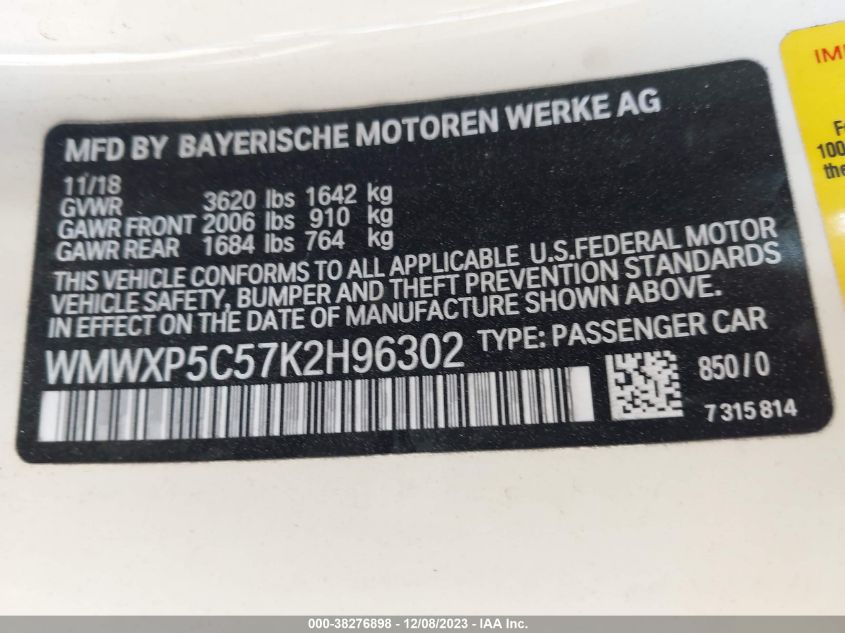 MFD BY BAYERISCHE MOTOREN WERKE AG
11/18
GVWR 3620 lbs 1642 kg
GAWR FRONT 2006 lbs 910 kg
GAWR REAR 1684 lbs 764 kg
THIS VEHICLE CONFORMS TO ALL APPLICABLE U.S.FEDERAL MOTOR
VEHICLE SAFETY, BUMPER AND THEFT PREVENTION STANDARDS
IN EFFECT ON THE DATE OF MANUFACTURE SHOWN ABOVE.
WMWXP5C57K2H96302 TYPE: PASSENGER CAR
850/0
7 315 814
100
the
000-38276898 - 12/08/2023 - IAA Inc.